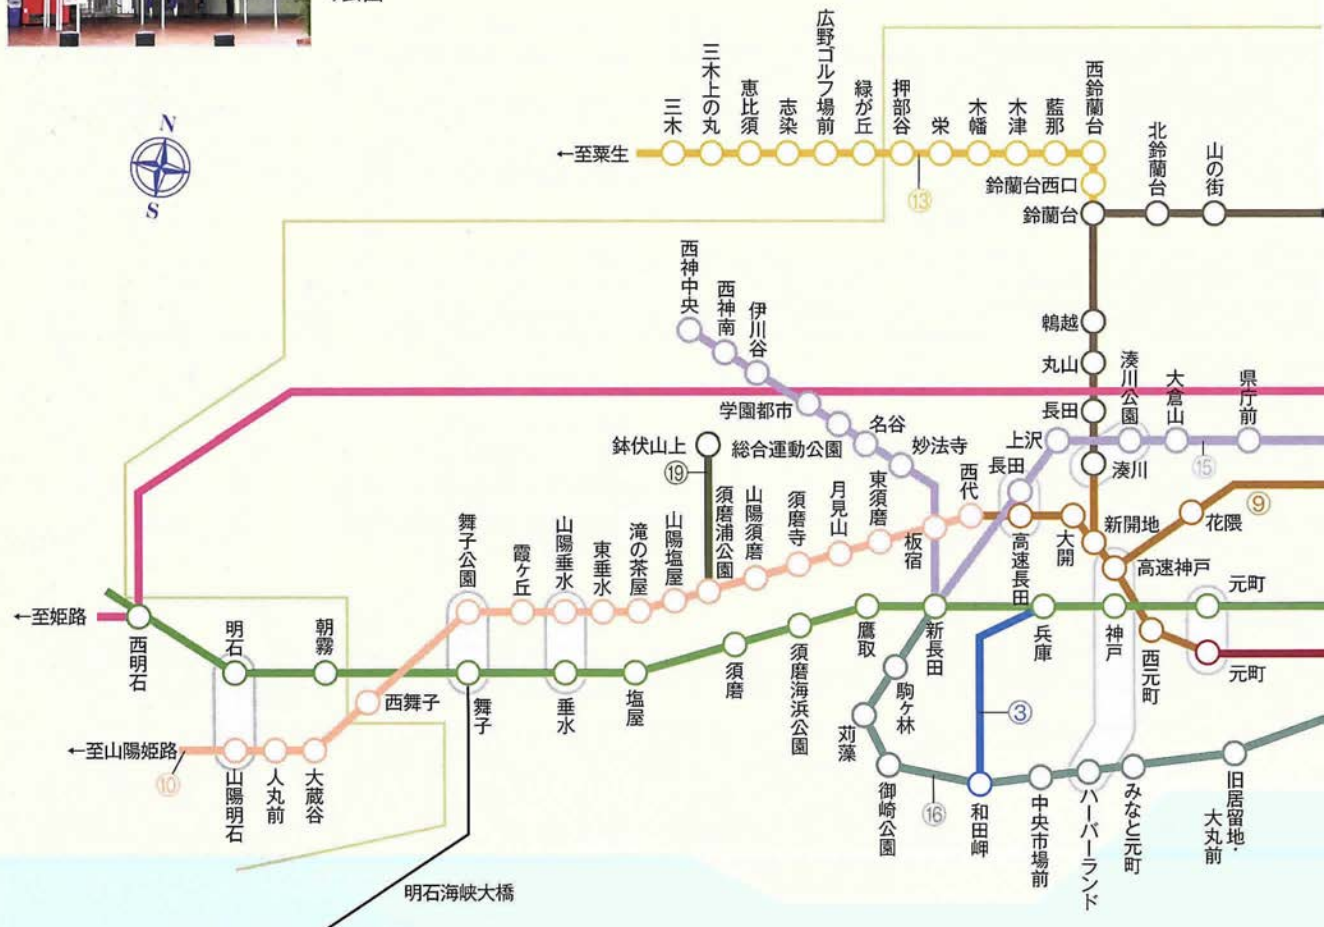 N
S
←至粟生
三木
三木上の丸
恵比須
志染
広野ゴルフ場前
緑が丘
押部谷
栄
木幡
木津
藍那
西鈴蘭台
⑬
鈴蘭台西口
鈴蘭台
北鈴蘭台
山の街
鵯越
丸山
長田
湊川
湊川公園
大倉山
県庁前
⑮
上沢
長田
西神中央
西神南
伊川谷
学園都市
総合運動公園
名谷
妙法寺
板宿
新長田
鉢伏山上
⑲
須磨浦公園
山陽須磨
須磨寺
月見山
東須磨
西代
高速長田
大開
新開地
高速神戸
花隈
⑨
西元町
元町
元町
舞子公園
霞ヶ丘
山陽垂水
東垂水
滝の茶屋
山陽塩屋
←至姫路
西明石
明石
朝霧
舞子
垂水
塩屋
須磨
須磨海浜公園
鷹取
兵庫
神戸
西舞子
←至山陽姫路
⑩
山陽明石
人丸前
大蔵谷
駒ヶ林
苅藻
御崎公園
⑯
③
和田岬
中央市場前
ハーバーランド
みなと元町
旧居留地・
大丸前
明石海峡大橋